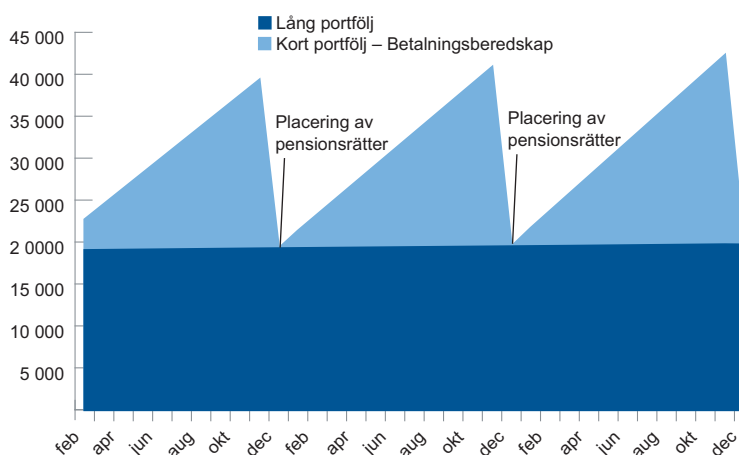 Lång portfölj
Kort portfölj – Betalningsberedskap
45 000
40 000
35 000
30 000
25 000
2 0000
15 000
10 000
5 000
Placering av
pensionsrätter
Placering av
pensionsrätter
feb
apr
jun
aug
okt
dec
feb
apr
jun
aug
okt
dec
feb
apr
jun
aug
okt
dec